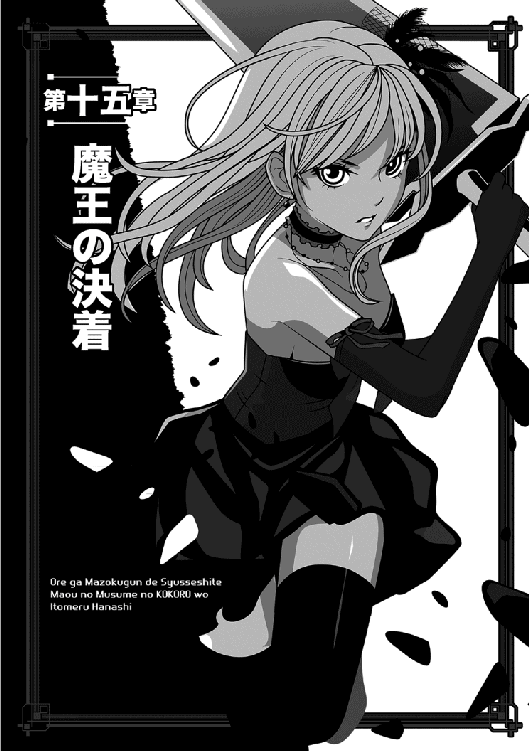 第十五章
魔王の決着
Ore ga Mazokugun de Syusseshite
Maou no Musume no KOKORO wo
Itomeru Hanashi